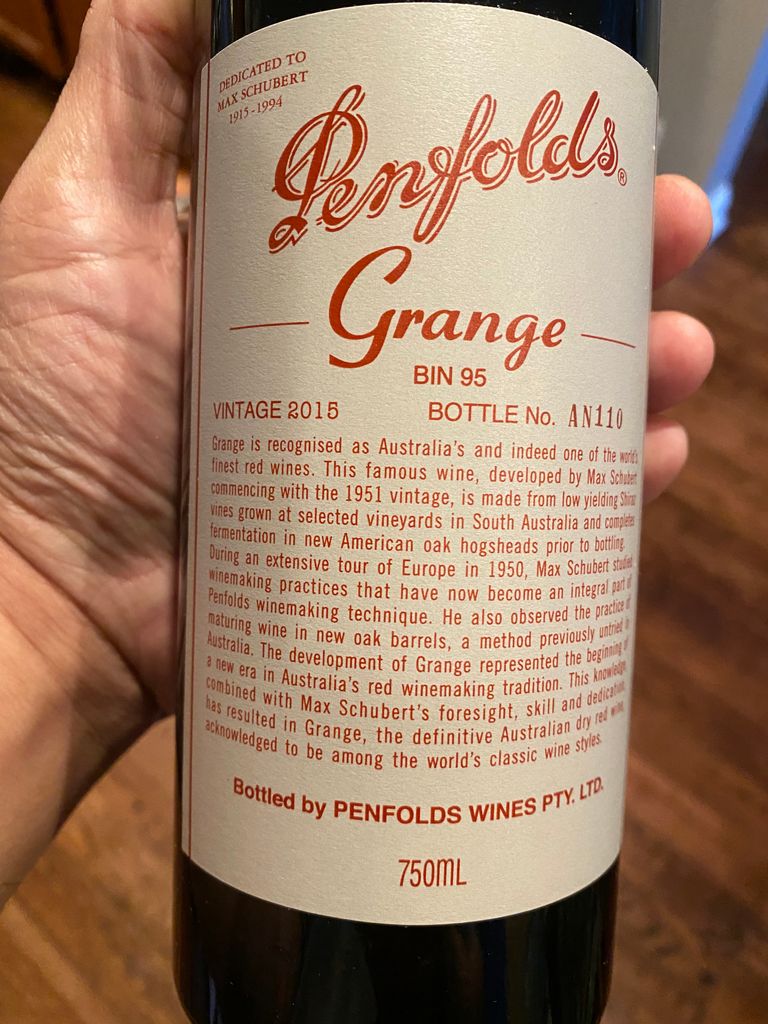 DEDICATED TO
MAX SCHUBERT
1915-1994
Penfolds®
Grange
BIN 95
VINTAGE 2015 BOTTLE No. AN110
Grange is recognised as Australia's and indeed one of the world's
finest red wines. This famous wine, developed by Max Schubert
commencing with the 1951 vintage, is made from low yielding Shiraz
vines grown at selected vineyards in South Australia and completes
fermentation in new American oak hogsheads prior to bottling.
During an extensive tour of Europe in 1950, Max Schubert studied
winemaking practices that have now become an integral part of
Penfolds winemaking technique. He also observed the practice of
maturing wine in new oak barrels, a method previously untried in
Australia. The development of Grange represented the beginning of
a new era in Australia's red winemaking tradition. This knowledge,
combined with Max Schubert's foresight, skill and dedication,
has resulted in Grange, the definitive Australian dry red wine,
acknowledged to be among the world's classic wine styles.
Bottled by PENFOLDS WINES PTY. LTD.
750ML